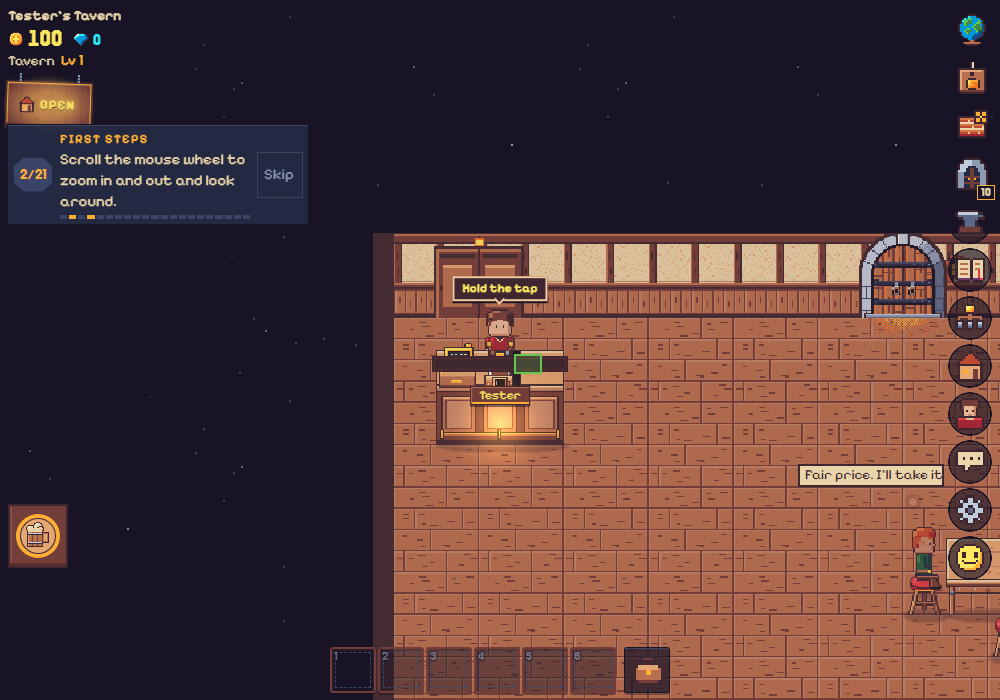 Tester's Tavern
100 0
Tavern Lv 1
OPEN
FIRST STEPS
2/21
Scroll the mouse wheel to
zoom in and out and look
around.
Skip
10
Hold the tap
Tester
Fair price. I'll take it
1 2 3 4 5 6